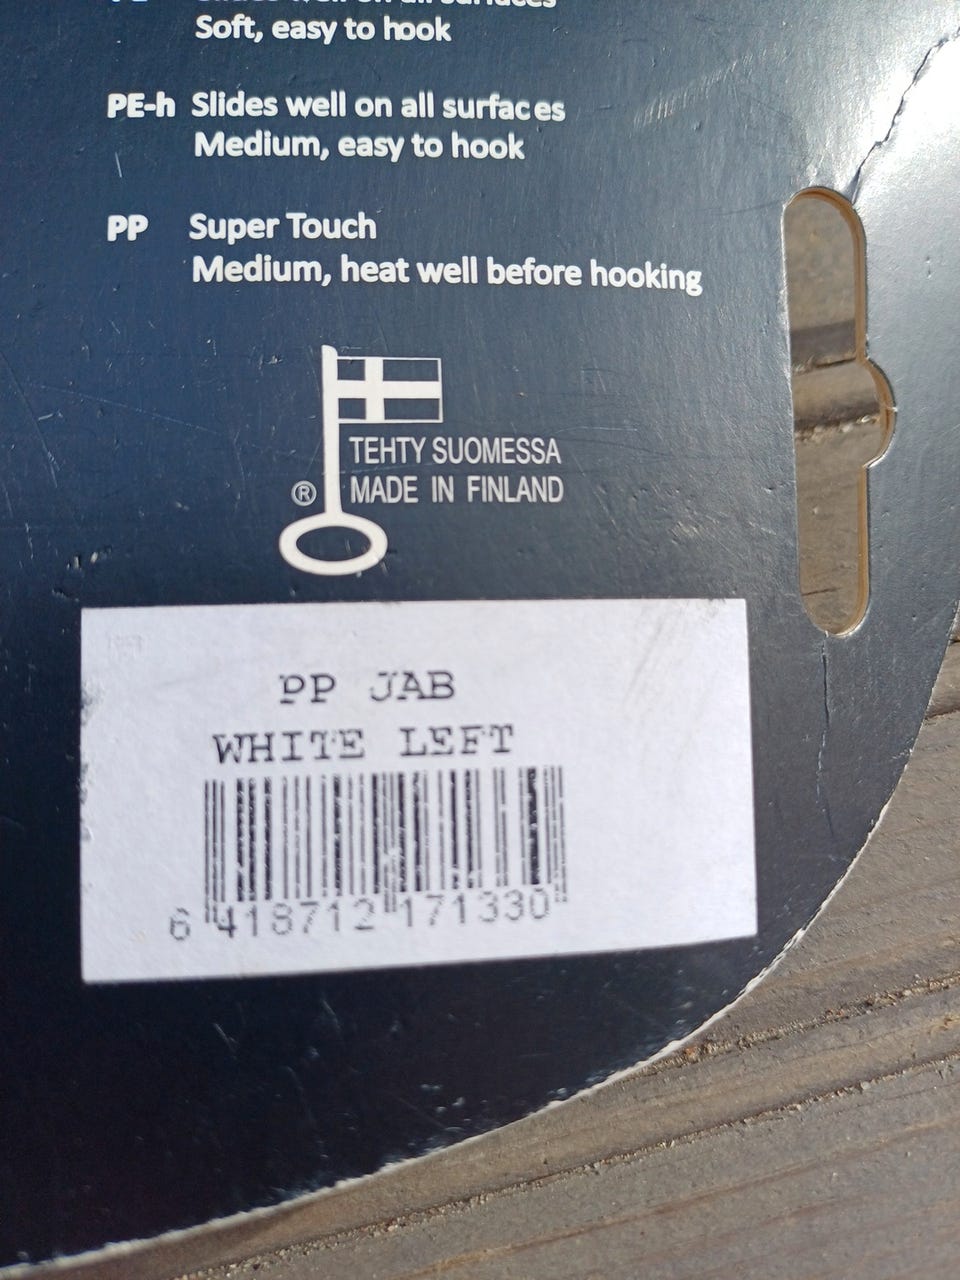 Soft, easy to hook
PE-h Slides well on all surfaces
Medium, easy to hook
PP Super Touch
Medium, heat well before hooking
TEHTY SUOMESSA
® MADE IN FINLAND
PP JAB
WHITE LEFT
6 418712 171330